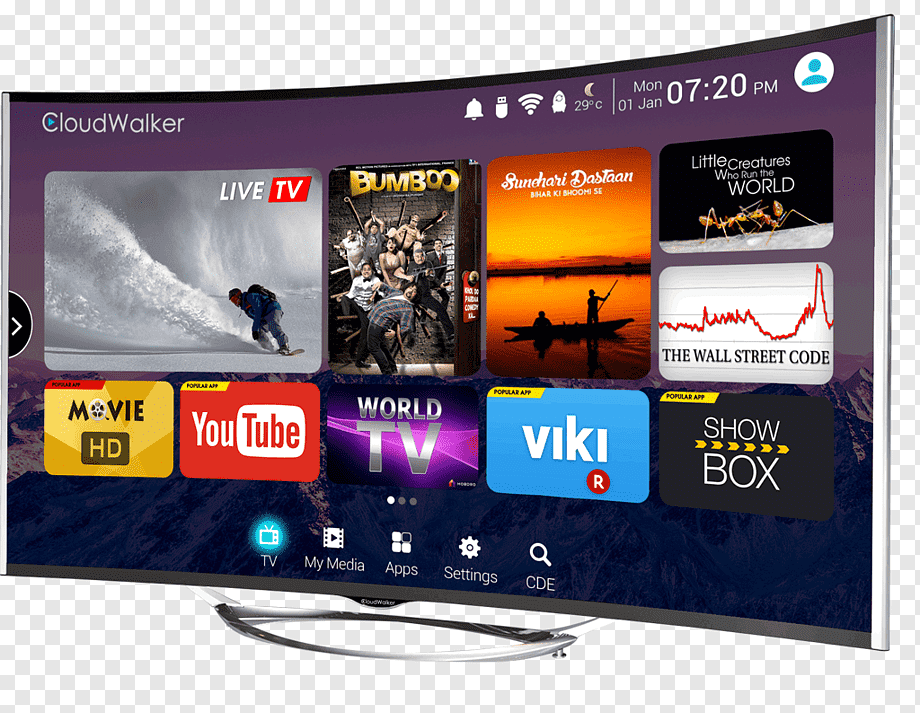 CloudWalker
29°c
Mon
01 Jan
07:20 PM
LIVE TV
BUMBOO
Sunehari Dastaan
BIHAR KI BHOOMI SE
Little Creatures
Who Run the
WORLD
THE WALL STREET CODE
POPULAR APP
MOVIE
HD
POPULAR APP
YouTube
WORLD
TV
POPULAR APP
VIKI
R
POPULAR APP
SHOW
BOX
TV
My Media
Apps
Settings
CDE
CloudWalker